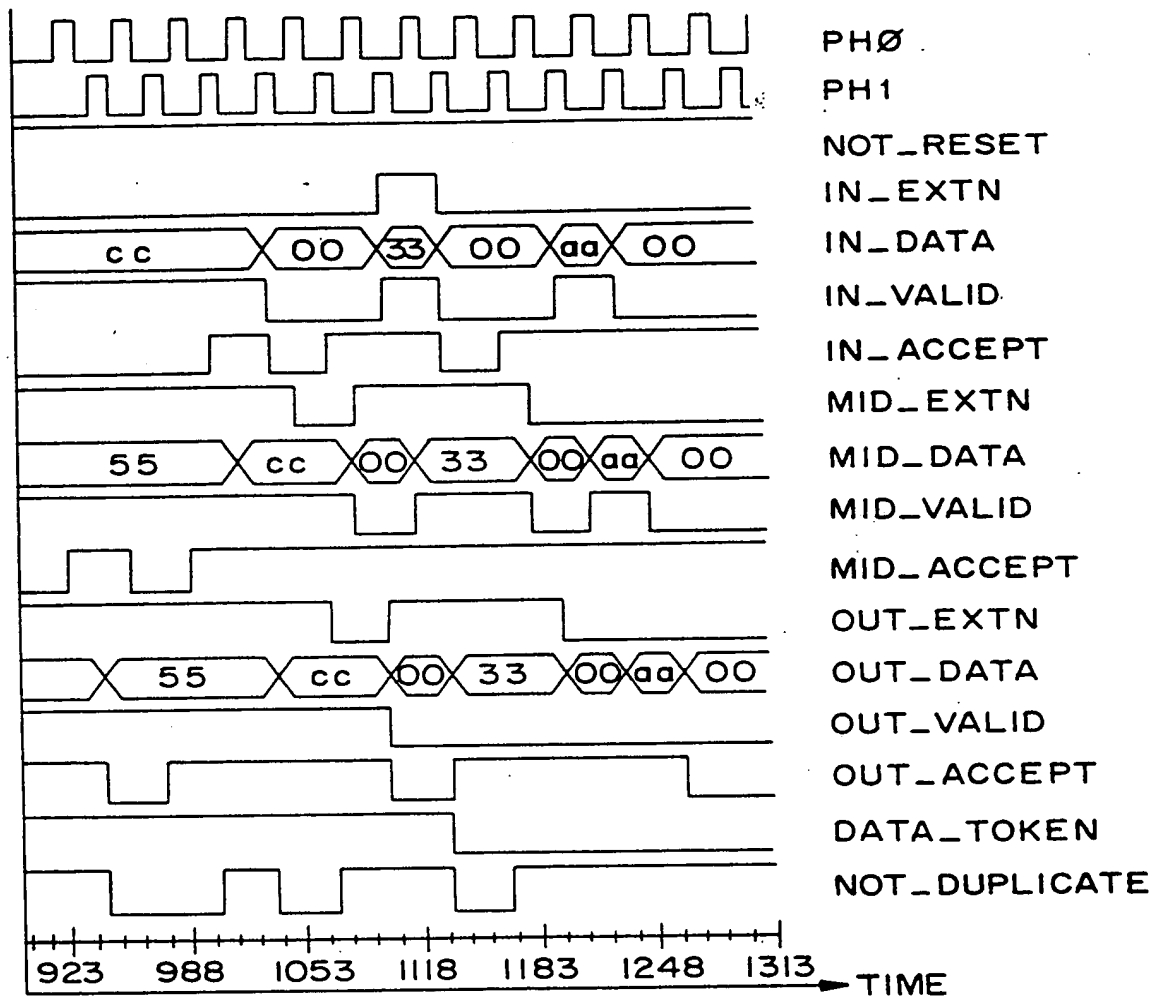 PHØ
PH1
NOT_RESET
IN_EXTN
cc 00 33 00 aa 00 IN_DATA
IN_VALID
IN_ACCEPT
MID_EXTN
55 cc 00 33 00 aa 00 MID_DATA
MID_VALID
MID_ACCEPT
OUT_EXTN
55 cc 00 33 00 aa 00 OUT_DATA
OUT_VALID
OUT_ACCEPT
DATA_TOKEN
NOT_DUPLICATE
923 988 1053 1118 1183 1248 1313
TIME